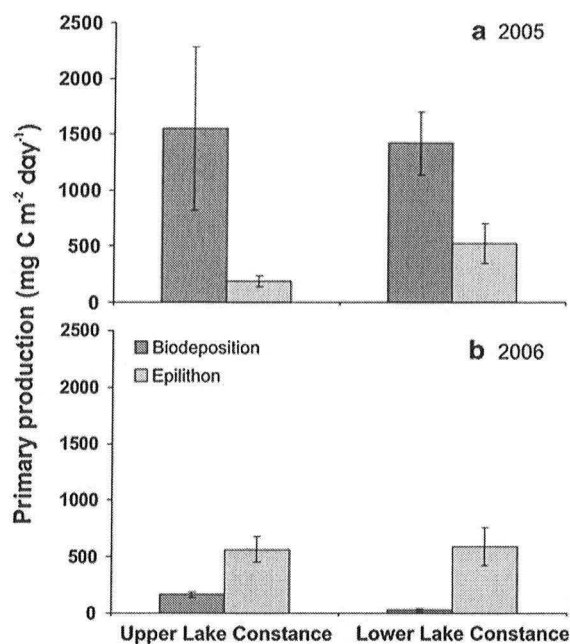 Primary production (mg C m⁻² day⁻¹)
2500
2000
1500
1000
500
0
a 2005
2500
2000
1500
1000
500
0
Biodeposition
Epilithon
b 2006
Upper Lake Constance
Lower Lake Constance